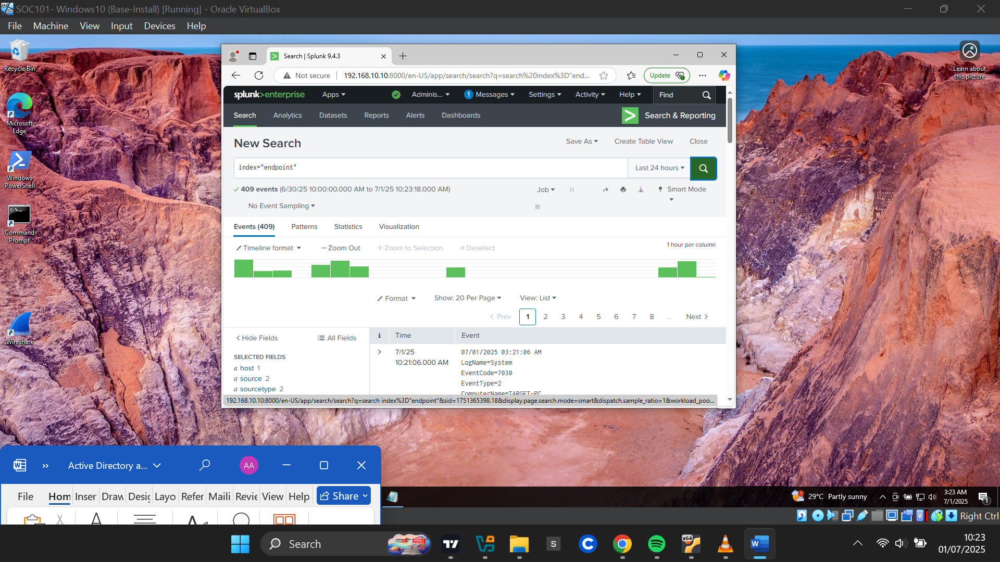 SOC101- Windows10 (Base-Install) [Running] - Oracle VirtualBox
File Machine View Input Devices Help
Recycle Bin
Microsoft Edge
Windows PowerShell
Command Prompt
Wireshark
Learn about this picture
Search | Splunk 9.4.3
Not secure 192.168.10.10:8000/en-US/app/search/search?q=search%20index%3D"end...
Update
splunk>enterprise Apps Adminis... 1 Messages Settings Activity Help Find
Search Analytics Datasets Reports Alerts Dashboards Search & Reporting
New Search Save As Create Table View Close
index="endpoint" Last 24 hours
409 events (6/30/25 10:00:00.000 AM to 7/1/25 10:23:18.000 AM) Job Smart Mode
No Event Sampling
Events (409) Patterns Statistics Visualization
Timeline format — Zoom Out + Zoom to Selection × Deselect 1 hour per column
Format Show: 20 Per Page View: List
< Prev 1 2 3 4 5 6 7 8 ... Next >
< Hide Fields All Fields i Time Event
SELECTED FIELDS
a host 1
a source 2
a sourcetype 2
7/1/25
10:21:06.000 AM
07/01/2025 03:21:06 AM
LogName=System
EventCode=7030
EventType=2
ComputerName=TARGET-PC
192.168.10.10:8000/en-US/app/search/search?q=search index%3D"endpoint"&sid=1751365398.18&display.page.search.mode=smart&dispatch.sample_ratio=1&workload_poo...
Active Directory a... AA
File Hom Inser Draw Desig Layo Refer Maili Revie View Help Share
1 29°C Partly sunny 3:23 AM
7/1/2025 1
Right Ctrl
Search
10:23
01/07/2025